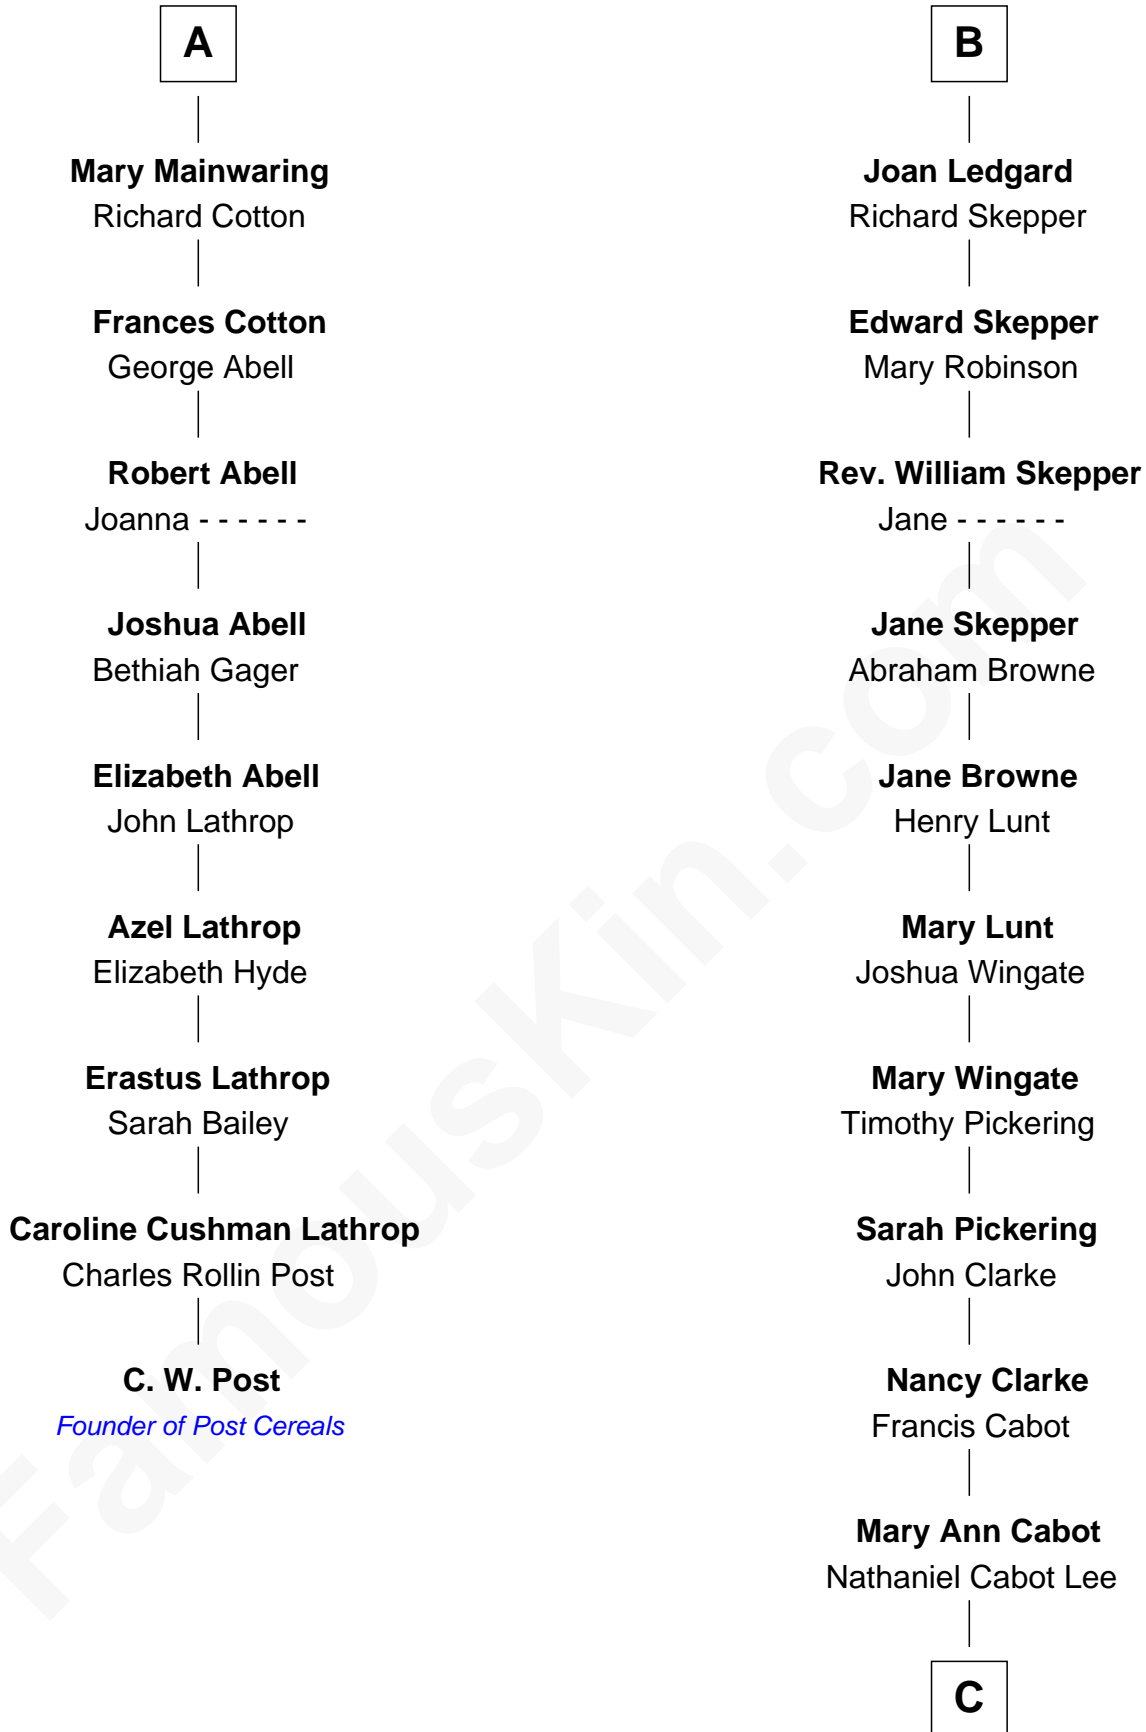 A
Mary Mainwaring
Richard Cotton
Frances Cotton
George Abell
Robert Abell
Joanna - - - - - -
Joshua Abell
Bethiah Gager
Elizabeth Abell
John Lathrop
Azel Lathrop
Elizabeth Hyde
Erastus Lathrop
Sarah Bailey
Caroline Cushman Lathrop
Charles Rollin Post
C. W. Post
Founder of Post Cereals
B
Joan Ledgard
Richard Skepper
Edward Skepper
Mary Robinson
Rev. William Skepper
Jane - - - - - -
Jane Skepper
Abraham Browne
Jane Browne
Henry Lunt
Mary Lunt
Joshua Wingate
Mary Wingate
Timothy Pickering
Sarah Pickering
John Clarke
Nancy Clarke
Francis Cabot
Mary Ann Cabot
Nathaniel Cabot Lee
C
FamousKin.com